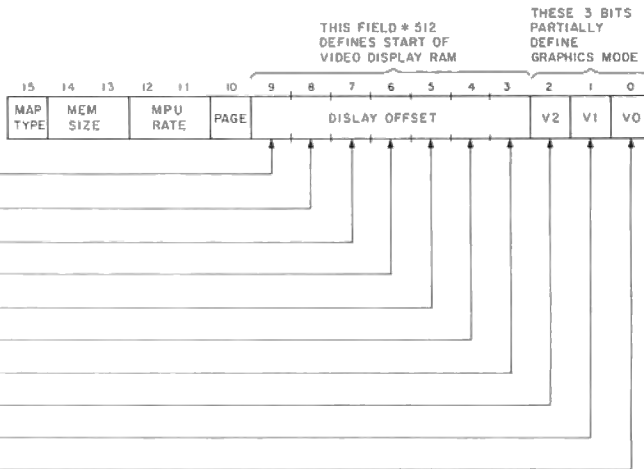 THESE 3 BITS
PARTIALLY
DEFINE
GRAPHICS MODE
THIS FIELD * 512
DEFINES START OF
VIDEO DISPLAY RAM
15 14 13 12 11 10 9 8 7 6 5 4 3 2 1 0
MAP TYPE MEM SIZE MPU RATE PAGE DISLAY OFFSET V2 V1 V0